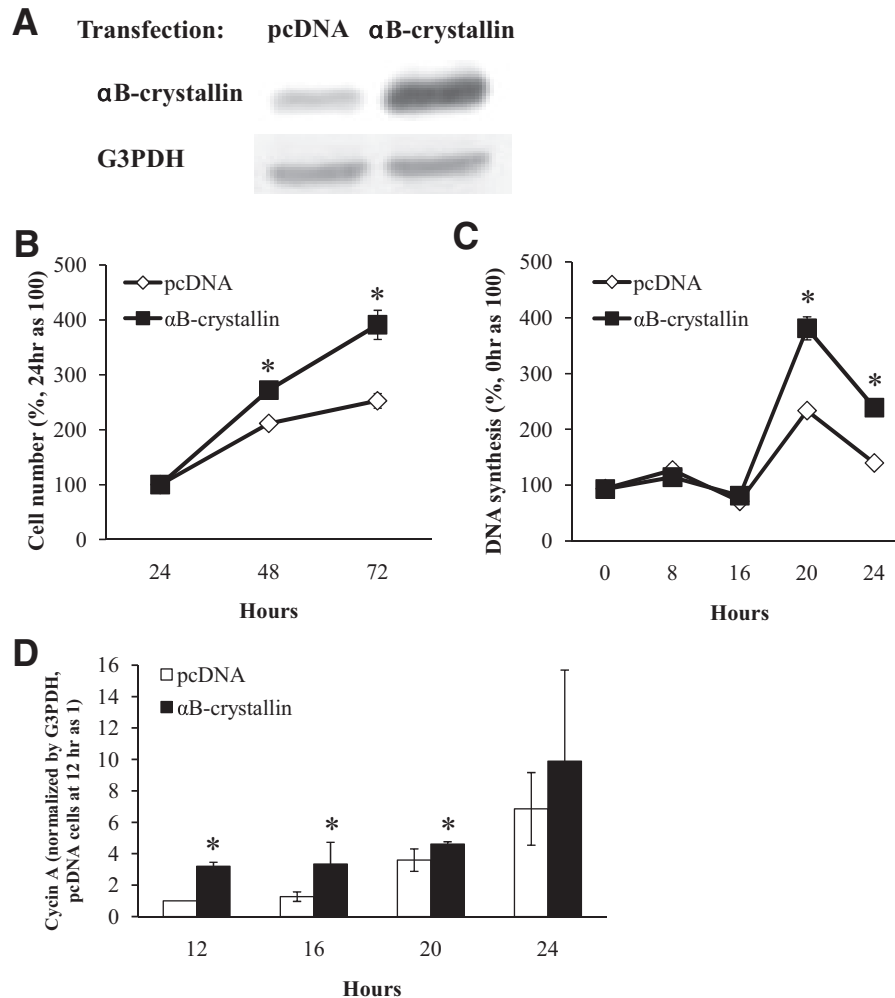 A
Transfection: pcDNA αB-crystallin
αB-crystallin
G3PDH
B
Cell number (%, 24hr as 100)
500
400
300
200
100
0
pcDNA
αB-crystallin
*
*
24 48 72
Hours
C
DNA synthesis (%, 0hr as 100)
500
400
300
200
100
0
pcDNA
αB-crystallin
*
*
0 8 16 20 24
Hours
D
Cycin A (normalized by G3PDH,
pcDNA cells at 12 hr as 1)
16
14
12
10
8
6
4
2
0
pcDNA
αB-crystallin
*
*
*
12 16 20 24
Hours